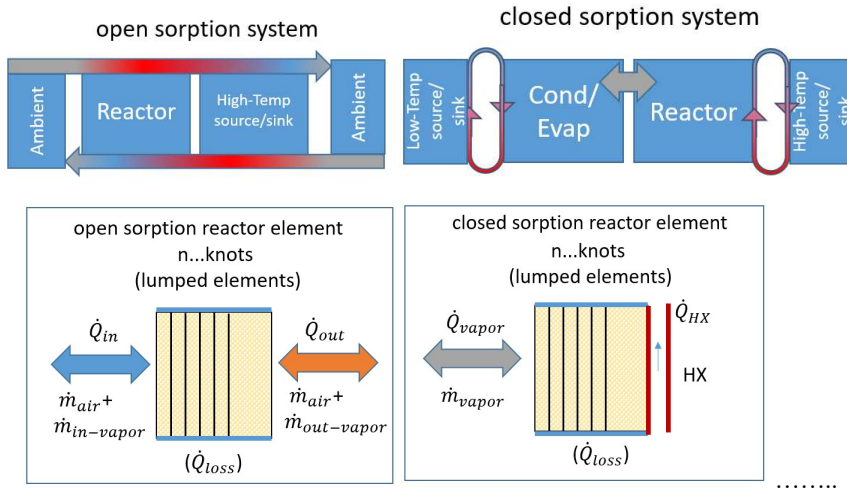 open sorption system
Ambient
Reactor
High-Temp
source/sink
Ambient
closed sorption system
Low-Temp
source/
sink
Cond/
Evap
Reactor
High-Temp
source/
sink
open sorption reactor element
n...knots
(lumped elements)
Q̇in
Q̇out
ṁair+
ṁin−vapor
ṁair+
ṁout−vapor
(Q̇loss)
closed sorption reactor element
n...knots
(lumped elements)
Q̇vapor
ṁvapor
Q̇HX
HX
(Q̇loss)
........